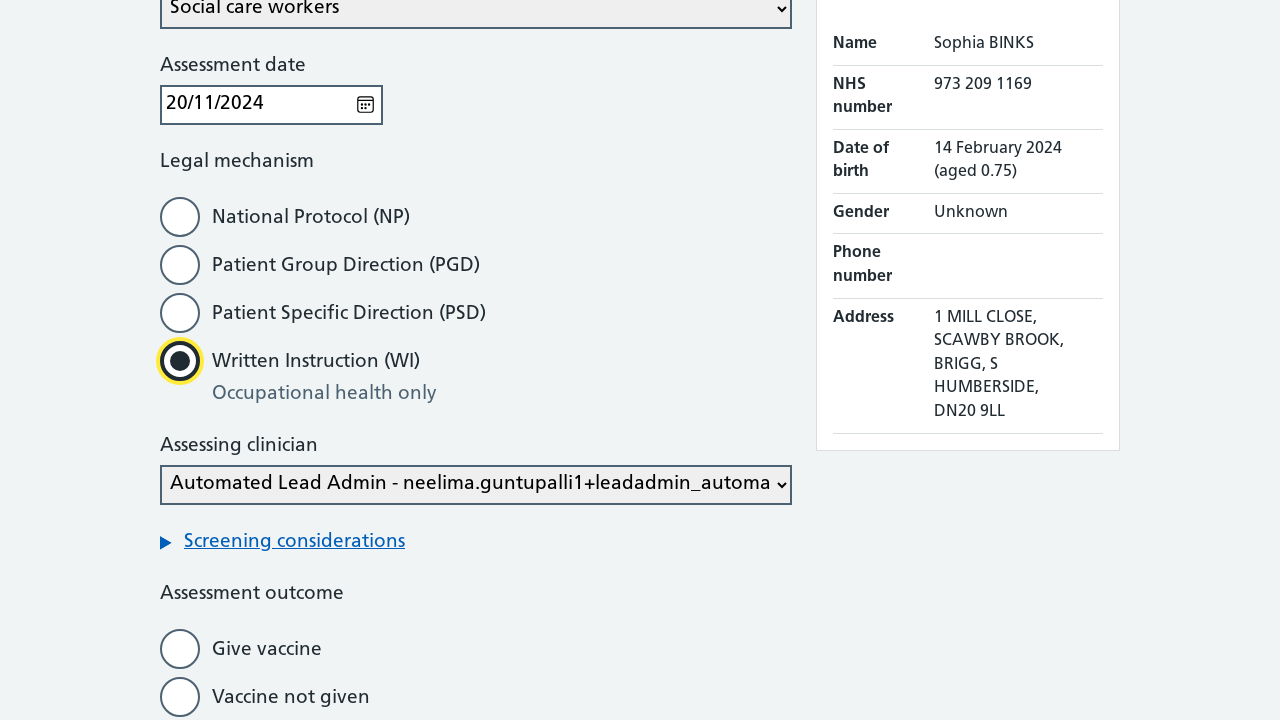 Social care workers
Assessment date
20/11/2024
Legal mechanism
National Protocol (NP)
Patient Group Direction (PGD)
Patient Specific Direction (PSD)
Written Instruction (WI)
Occupational health only
Assessing clinician
Automated Lead Admin - neelima.guntupalli1+leadadmin_automa
Screening considerations
Assessment outcome
Give vaccine
Vaccine not given
Name Sophia BINKS
NHS number 973 209 1169
Date of birth 14 February 2024
(aged 0.75)
Gender Unknown
Phone number
Address 1 MILL CLOSE,
SCAWBY BROOK,
BRIGG, S
HUMBERSIDE,
DN20 9LL